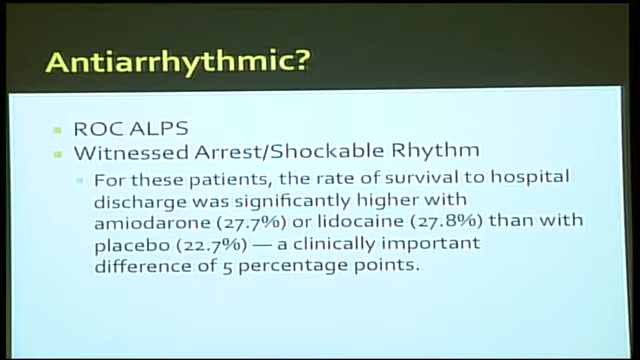 Antiarrhythmic?
ROC ALPS
Witnessed Arrest/Shockable Rhythm
For these patients, the rate of survival to hospital
discharge was significantly higher with
amiodarone (27.7%) or lidocaine (27.8%) than with
placebo (22.7%) — a clinically important
difference of 5 percentage points.